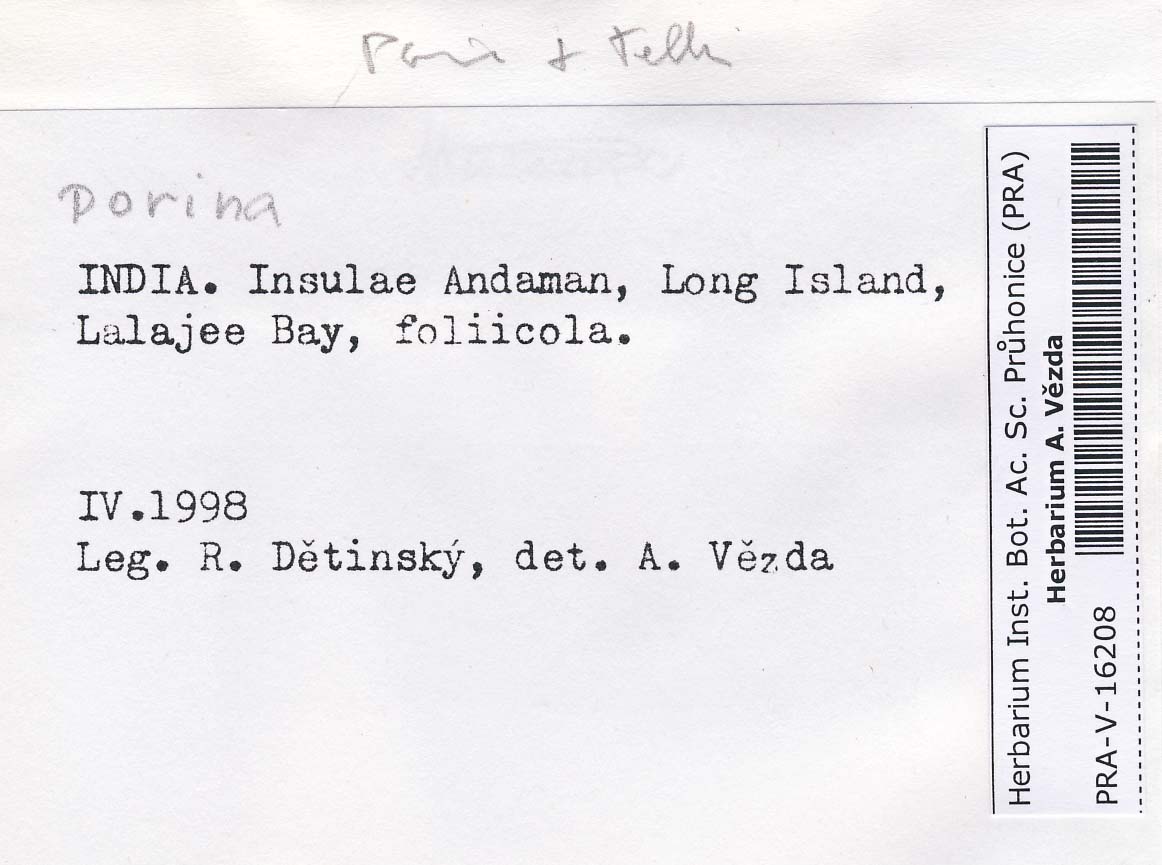 +
Porina
INDIA. Insulae Andaman, Long Island,
Lalajee Bay, foliicola.
IV.1998
Leg. R. Dětinský, det. A. Vězda
Herbarium Inst. Bot. Ac. Sc. Průhonice (PRA)
Herbarium A. Vězda
PRA-V-16208